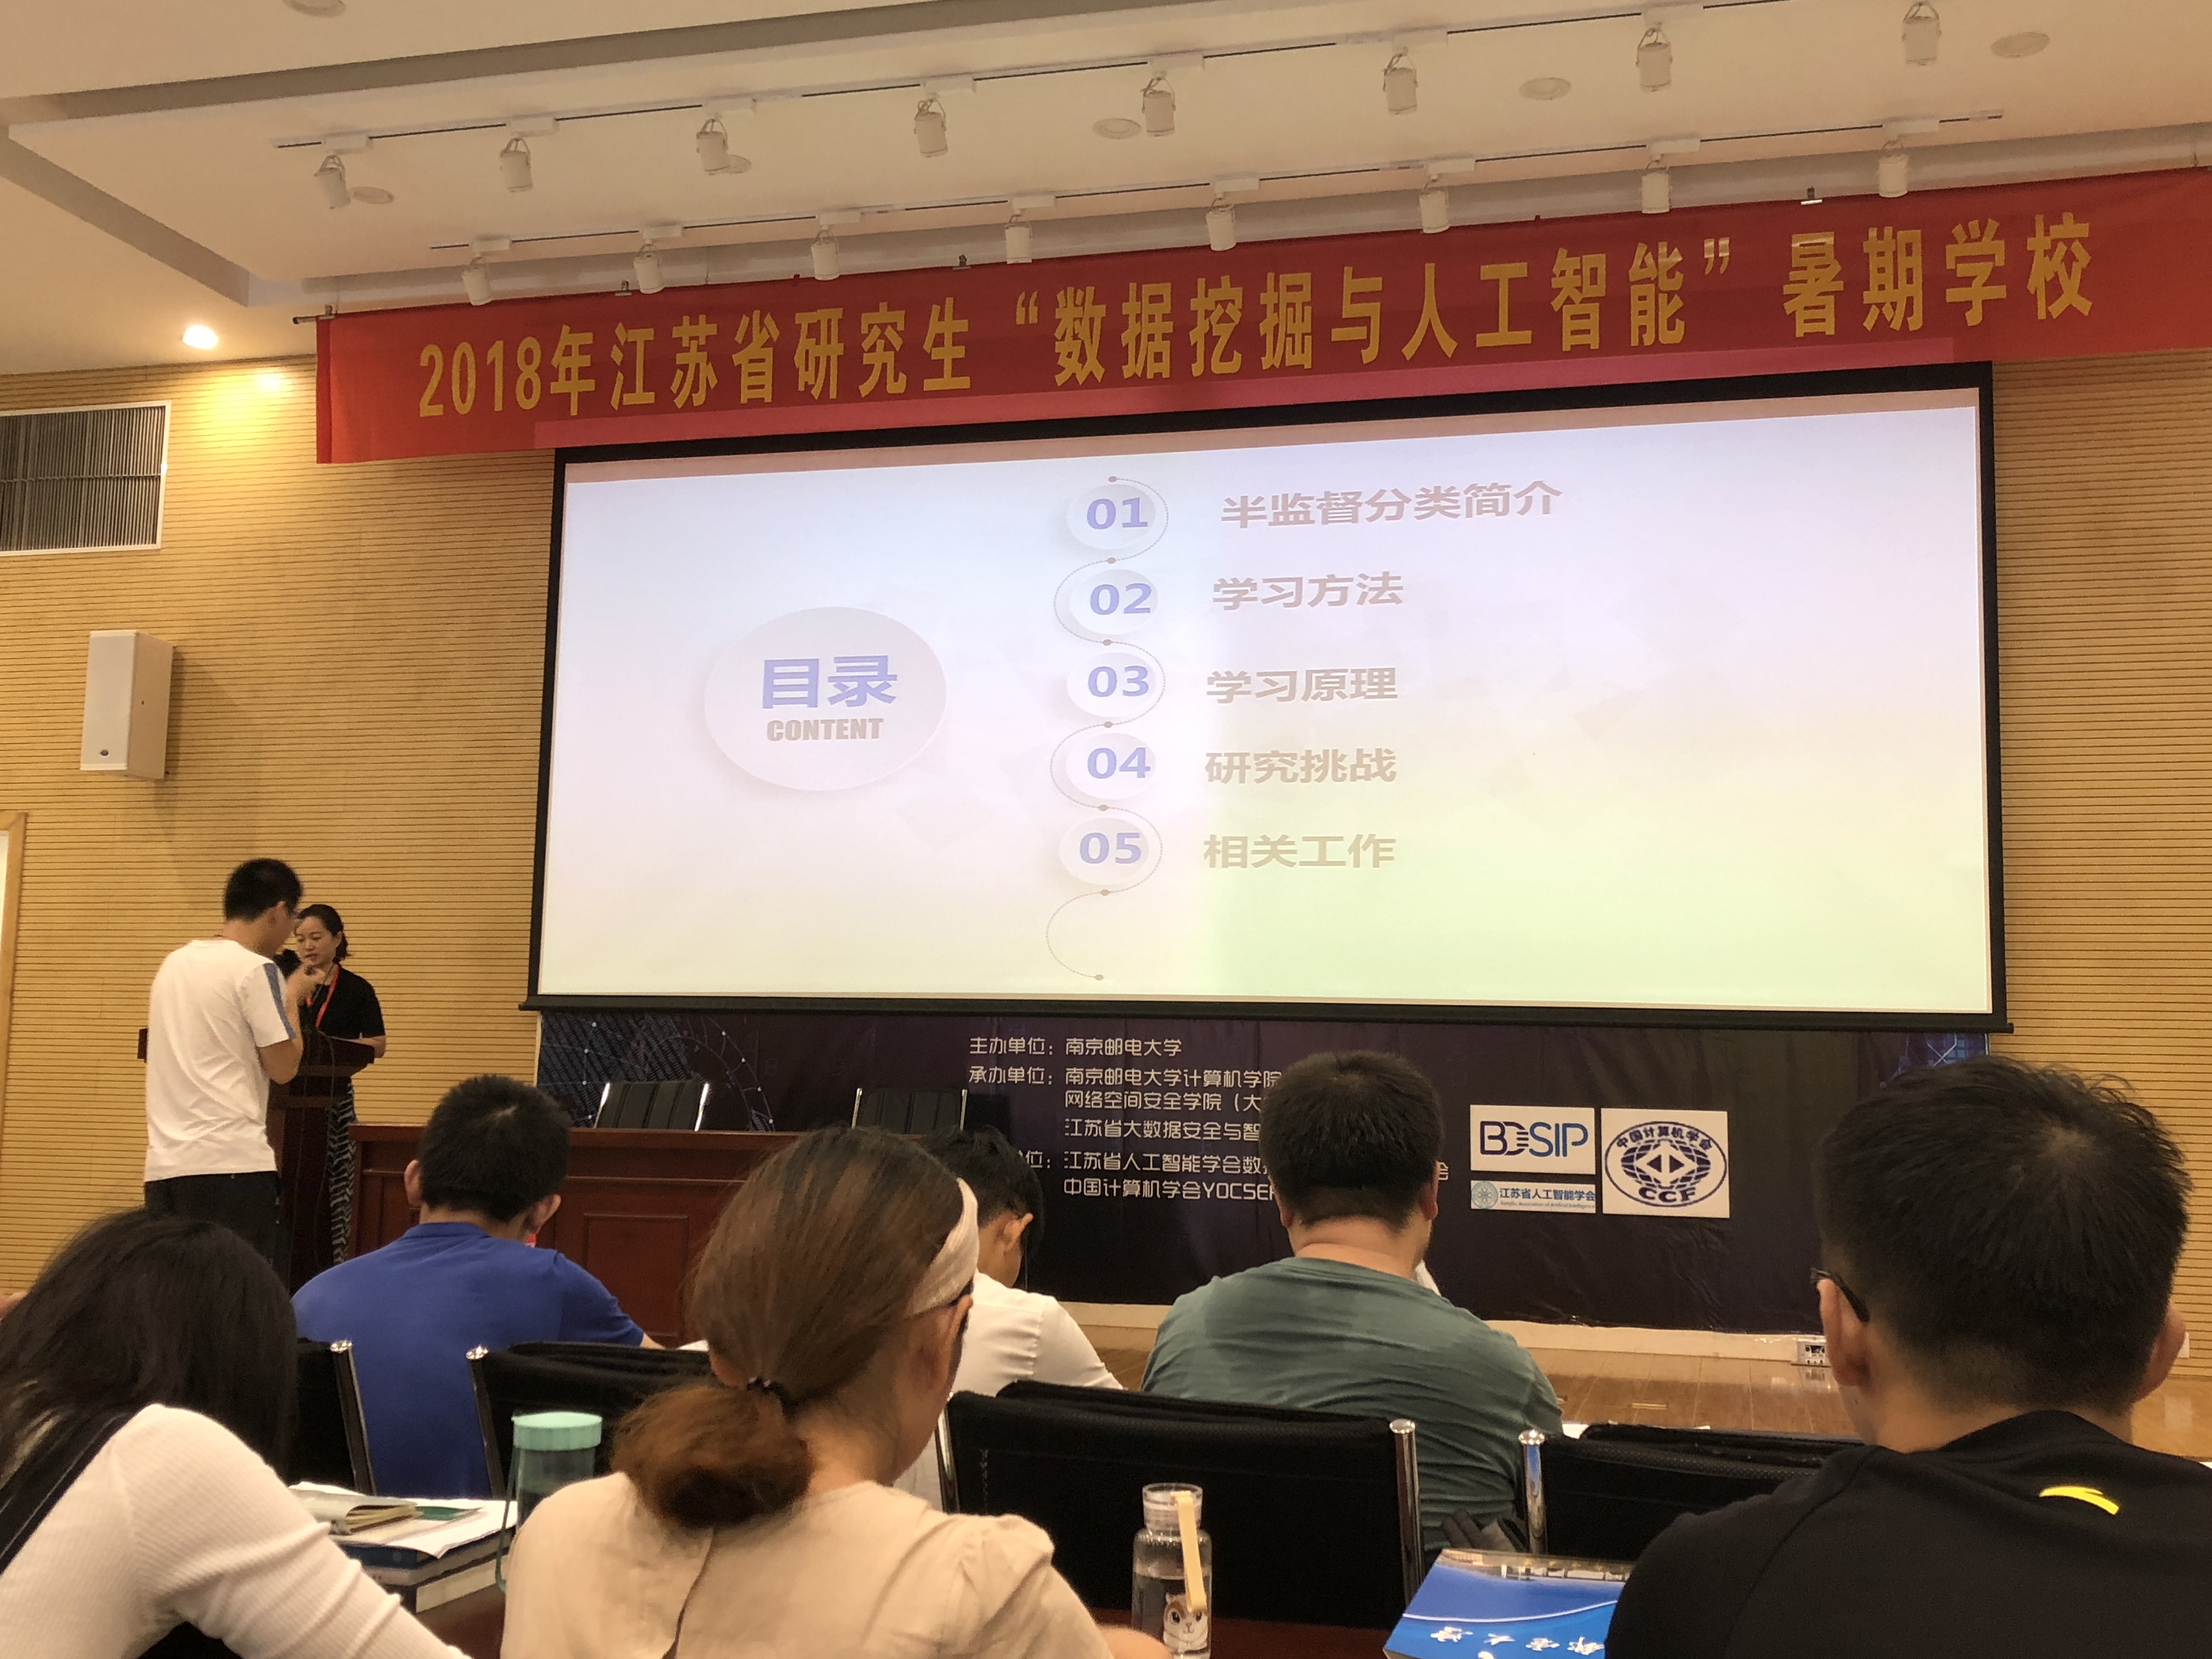 2018年江苏省研究生“数据挖掘与人工智能”暑期学校
目录
CONTENT
01 半监督分类简介
02 学习方法
03 学习原理
04 研究挑战
05 相关工作
主办单位：南京邮电大学
承办单位：南京邮电大学计算机学院
网络空间安全学院（大
江苏省大数据安全与智
位：江苏省人工智能学会数据
中国计算机学会YOCSEF
会
BDSIP
江苏省人工智能学会
中国计算机学会
CCF